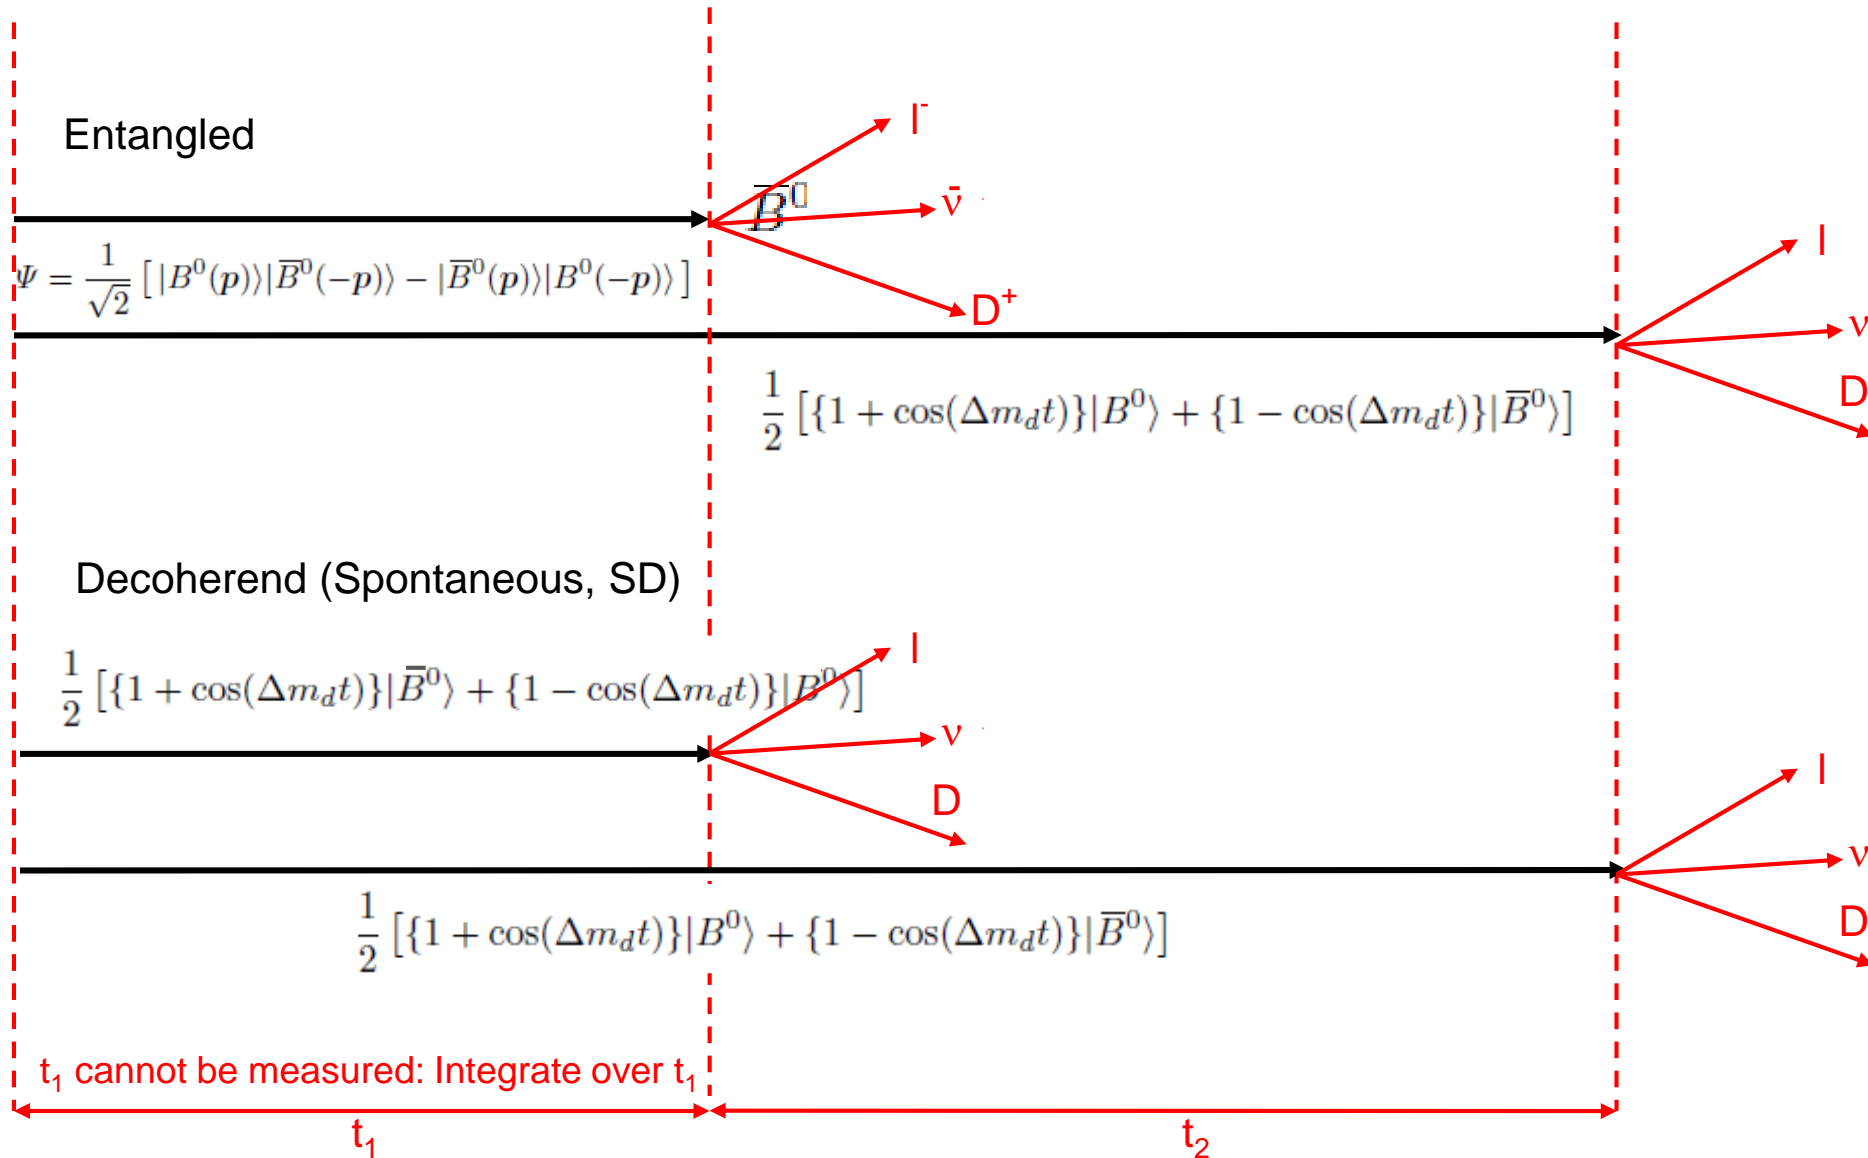 Entangled
l⁻
B̅⁰
ν̄
Ψ = 1/√2 [ |B⁰(p)⟩|B̅⁰(-p)⟩ − |B̅⁰(p)⟩|B⁰(-p)⟩ ]
D⁺
l
ν
D
1/2 [{1 + cos(Δm_d t)}|B⁰⟩ + {1 − cos(Δm_d t)}|B̅⁰⟩]
Decoherend (Spontaneous, SD)
1/2 [{1 + cos(Δm_d t)}|B̅⁰⟩ + {1 − cos(Δm_d t)}|B⁰⟩]
l
ν
D
l
ν
D
1/2 [{1 + cos(Δm_d t)}|B⁰⟩ + {1 − cos(Δm_d t)}|B̅⁰⟩]
t₁ cannot be measured: Integrate over t₁
t₁
t₂